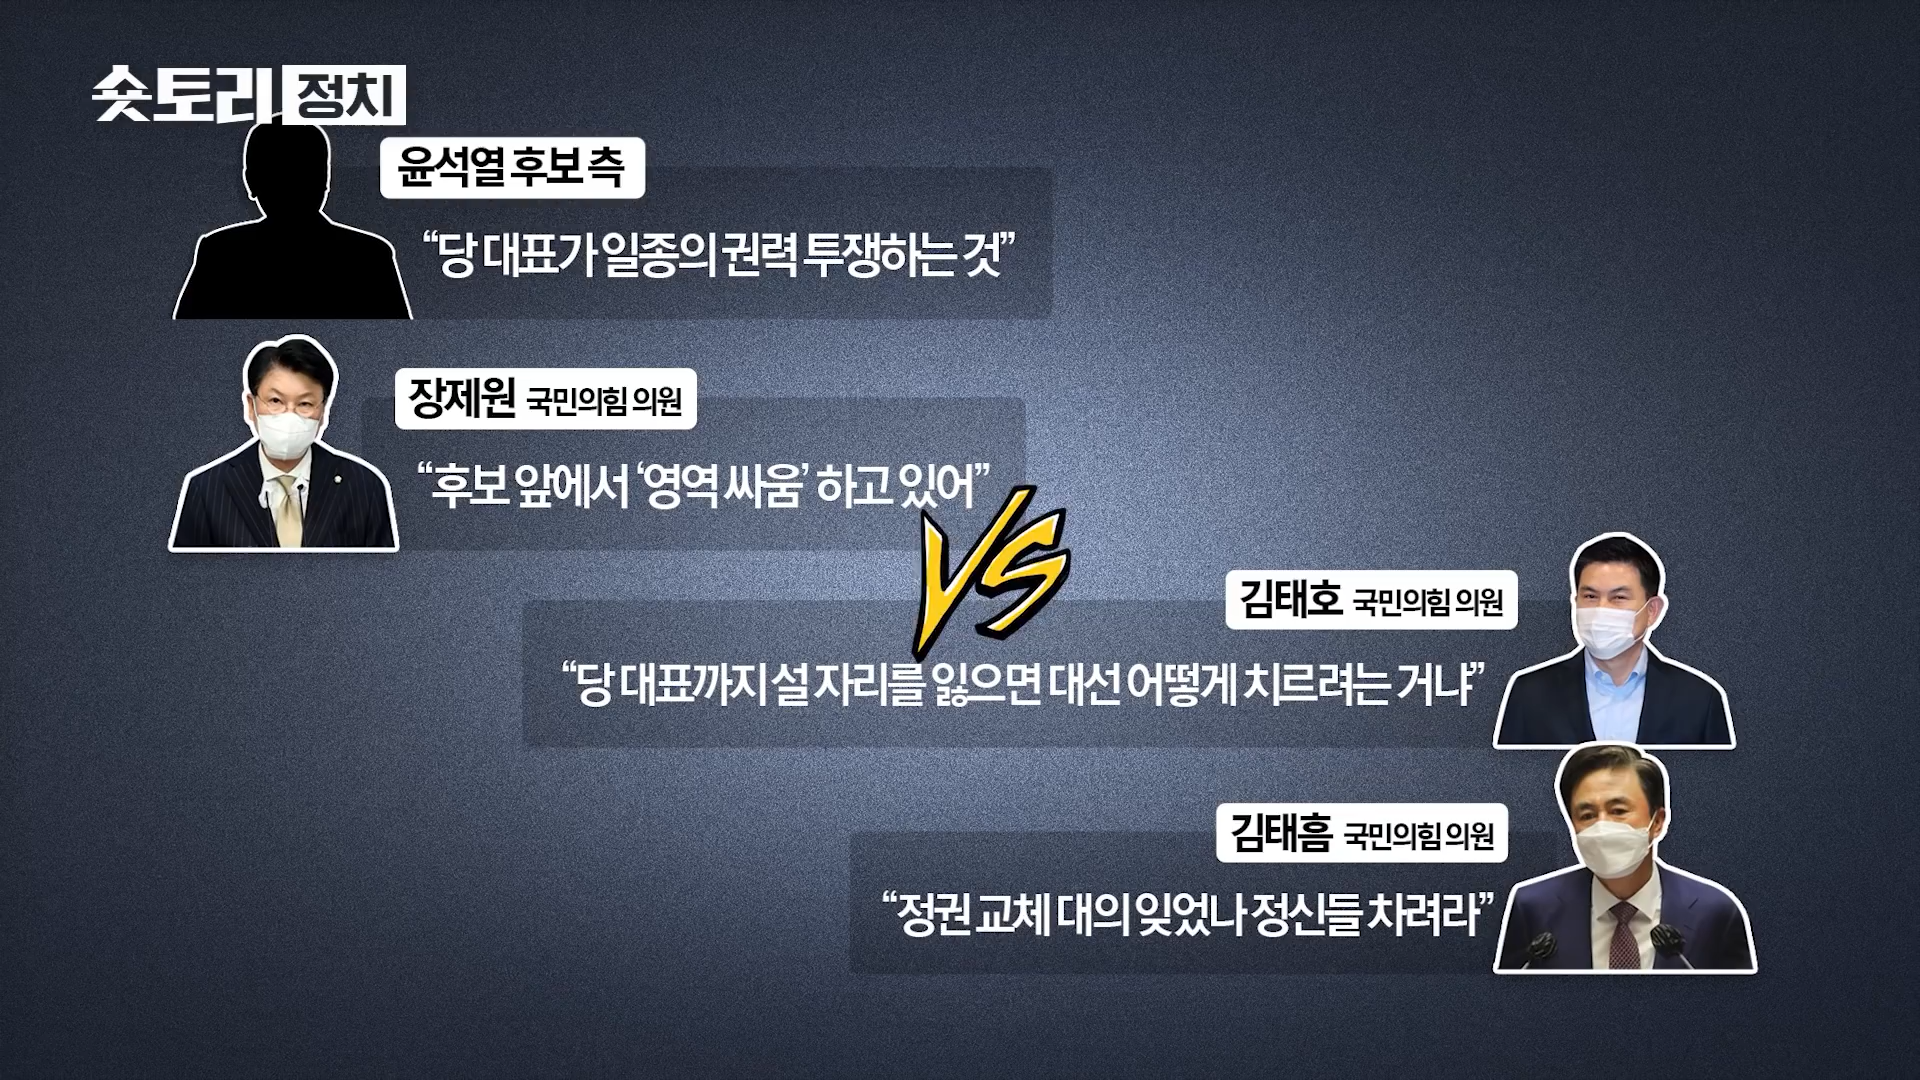 숏토리 정치
윤석열 후보 측
“당 대표가 일종의 권력 투쟁하는 것”
장제원 국민의힘 의원
“후보 앞에서 ‘영역 싸움’ 하고 있어”
VS
김태호 국민의힘 의원
“당 대표까지 설 자리를 잃으면 대선 어떻게 치르려는 거냐”
김태흠 국민의힘 의원
“정권 교체 대의 잊었나 정신들 차려라”